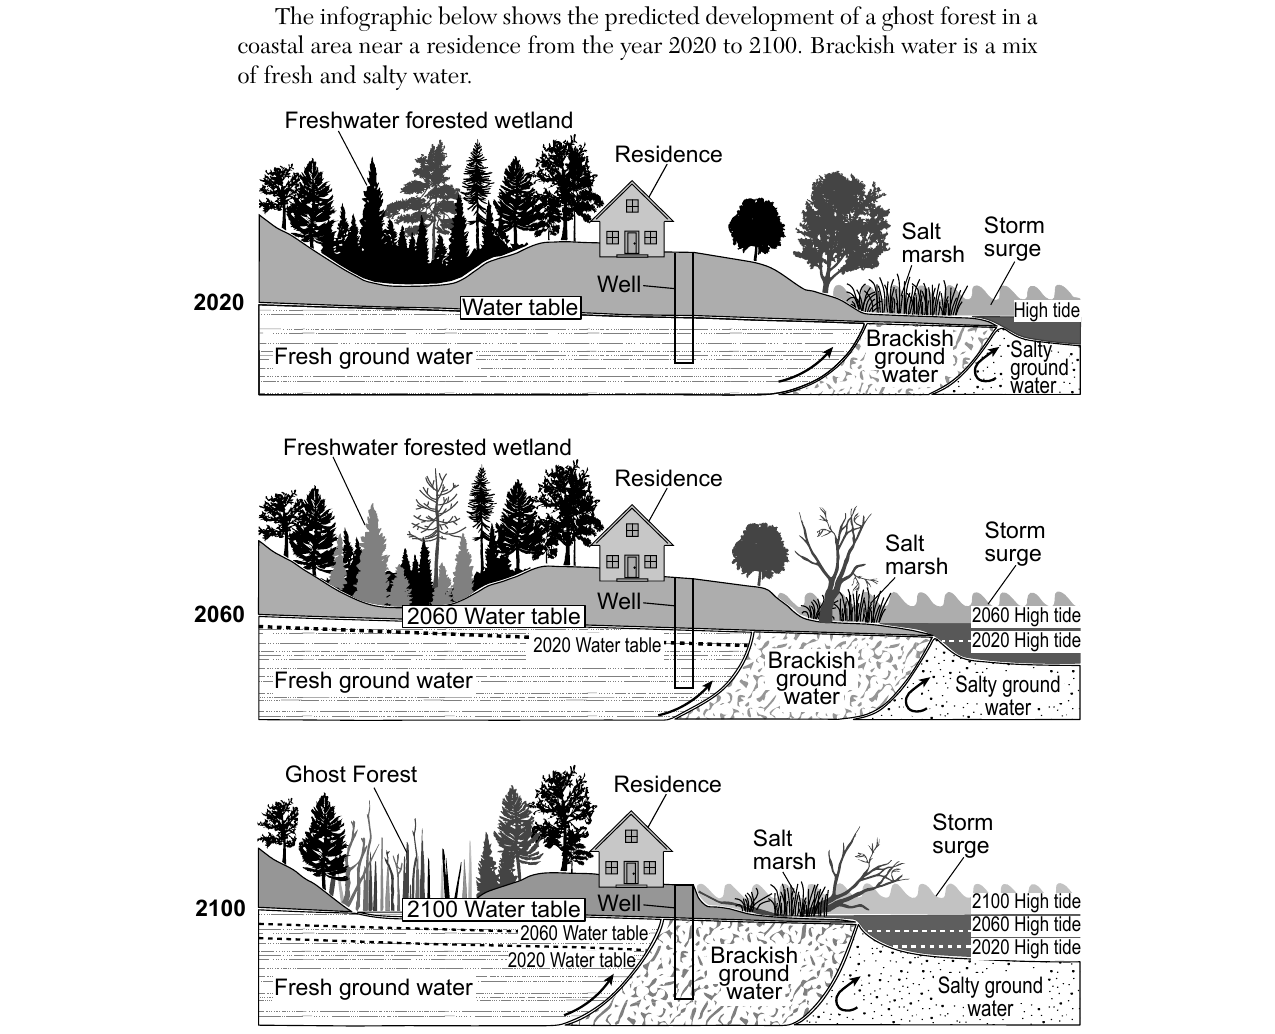 The infographic below shows the predicted development of a ghost forest in a
coastal area near a residence from the year 2020 to 2100. Brackish water is a mix
of fresh and salty water.
Freshwater forested wetland
Residence
Salt
marsh
Storm
surge
Well
2020
Water table
High tide
Fresh ground water
Brackish
ground
water
Salty
ground
water
Freshwater forested wetland
Residence
Salt
marsh
Storm
surge
Well
2060
2060 Water table
2060 High tide
2020 Water table
2020 High tide
Fresh ground water
Brackish
ground
water
Salty ground
water
Ghost Forest
Residence
Salt
marsh
Storm
surge
Well
2100
2100 Water table
2100 High tide
2060 Water table
2060 High tide
2020 Water table
2020 High tide
Fresh ground water
Brackish
ground
water
Salty ground
water